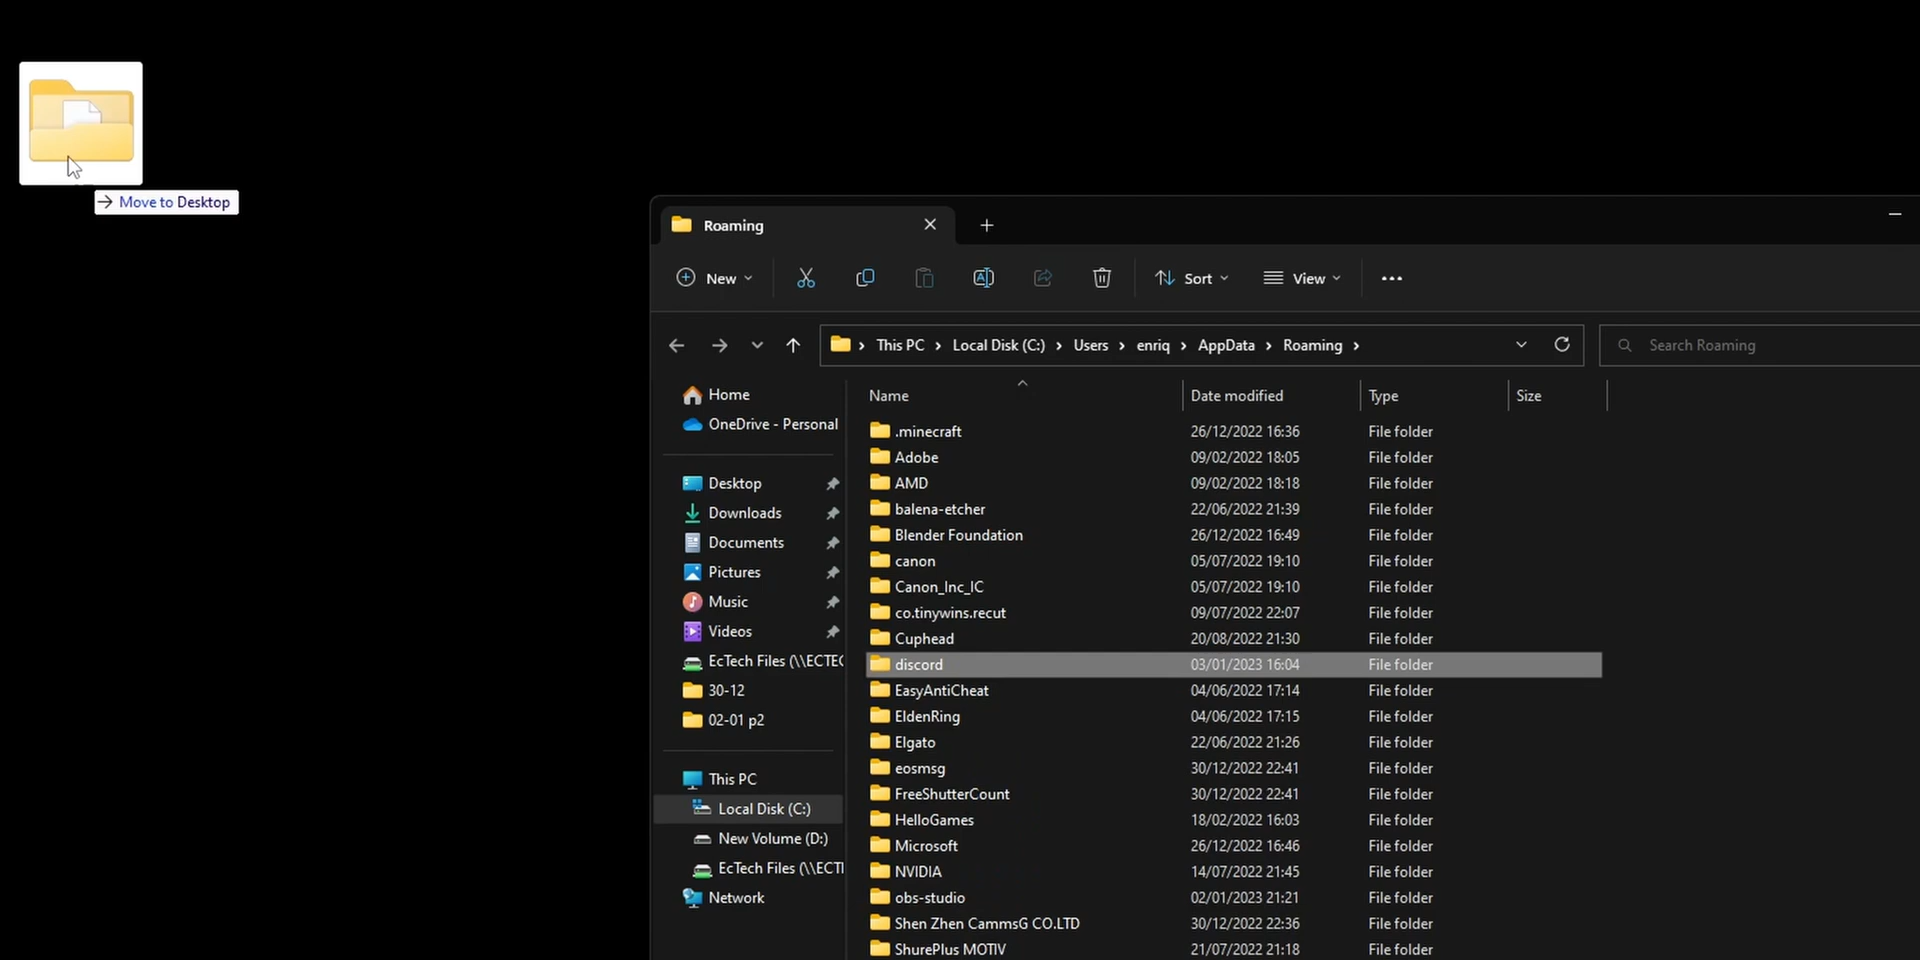 Move to Desktop
Roaming
New
Sort
View
This PC
Local Disk (C:)
Users
enriq
AppData
Roaming
Search Roaming
Home
OneDrive - Personal
Desktop
Downloads
Documents
Pictures
Music
Videos
EcTech Files (\\ECTEC
30-12
02-01 p2
This PC
Local Disk (C:)
New Volume (D:)
EcTech Files (\\ECTI
Network
Name Date modified Type Size
.minecraft 26/12/2022 16:36 File folder
Adobe 09/02/2022 18:05 File folder
AMD 09/02/2022 18:18 File folder
balena-etcher 22/06/2022 21:39 File folder
Blender Foundation 26/12/2022 16:49 File folder
canon 05/07/2022 19:10 File folder
Canon_Inc_IC 05/07/2022 19:10 File folder
co.tinywins.recut 09/07/2022 22:07 File folder
Cuphead 20/08/2022 21:30 File folder
discord 03/01/2023 16:04 File folder
EasyAntiCheat 04/06/2022 17:14 File folder
EldenRing 04/06/2022 17:15 File folder
Elgato 22/06/2022 21:26 File folder
eosmsg 30/12/2022 22:41 File folder
FreeShutterCount 30/12/2022 22:41 File folder
HelloGames 18/02/2022 16:03 File folder
Microsoft 26/12/2022 16:46 File folder
NVIDIA 14/07/2022 21:45 File folder
obs-studio 02/01/2023 21:21 File folder
Shen Zhen CammsG CO.LTD 30/12/2022 22:36 File folder
ShurePlus MOTIV 21/07/2022 21:18 File folder